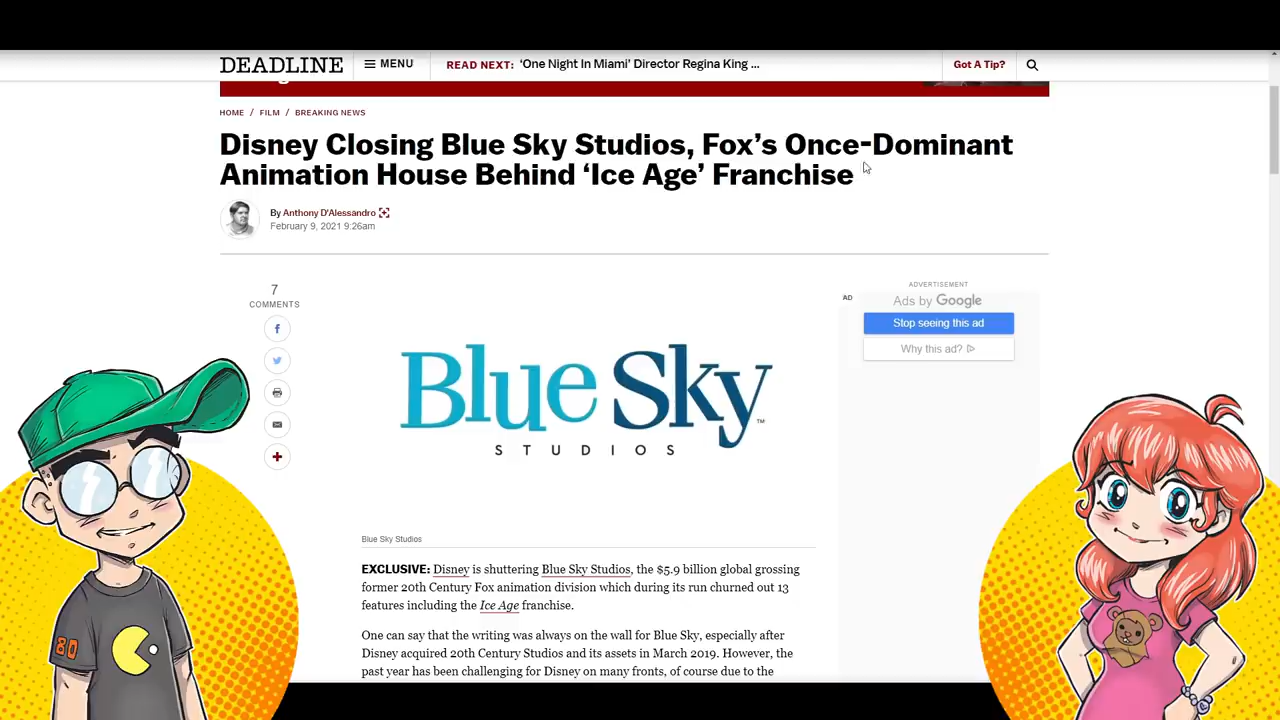 DEADLINE
MENU
READ NEXT: ‘One Night In Miami’ Director Regina King ...
Got A Tip?
HOME / FILM / BREAKING NEWS
Disney Closing Blue Sky Studios, Fox’s Once-Dominant
Animation House Behind ‘Ice Age’ Franchise
By Anthony D'Alessandro
February 9, 2021 9:26am
7
COMMENTS
ADVERTISEMENT
AD
Ads by Google
Stop seeing this ad
Why this ad?
Blue Sky™
STUDIOS
Blue Sky Studios
EXCLUSIVE: Disney is shuttering Blue Sky Studios, the $5.9 billion global grossing
former 20th Century Fox animation division which during its run churned out 13
features including the Ice Age franchise.
One can say that the writing was always on the wall for Blue Sky, especially after
Disney acquired 20th Century Studios and its assets in March 2019. However, the
past year has been challenging for Disney on many fronts, of course due to the
80